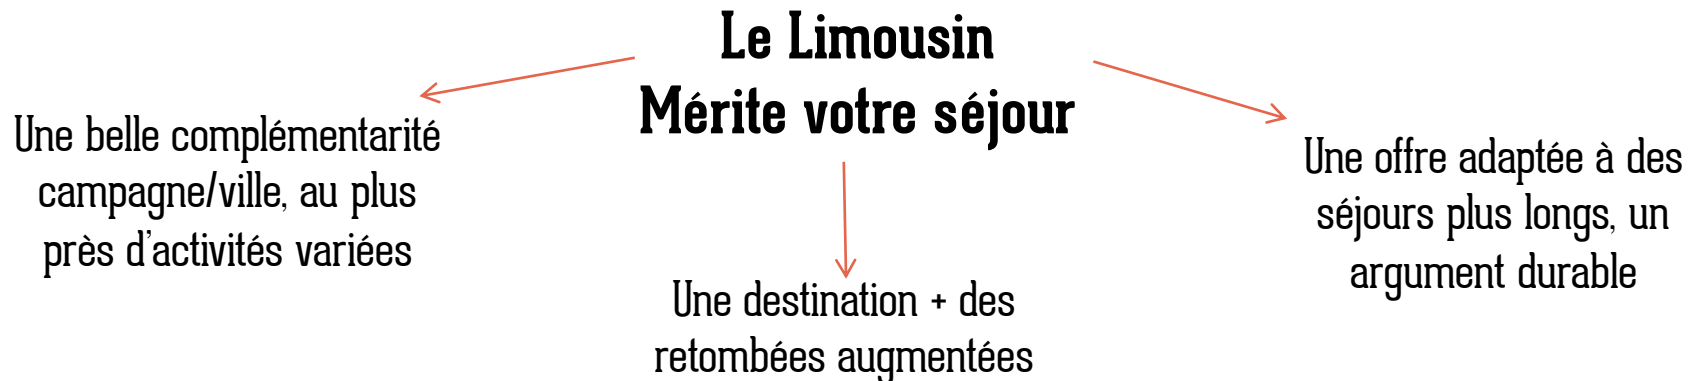 Le Limousin
Mérite votre séjour
Une belle complémentarité
campagne/ville, au plus
près d'activités variées
Une destination + des
retombées augmentées
Une offre adaptée à des
séjours plus longs, un
argument durable